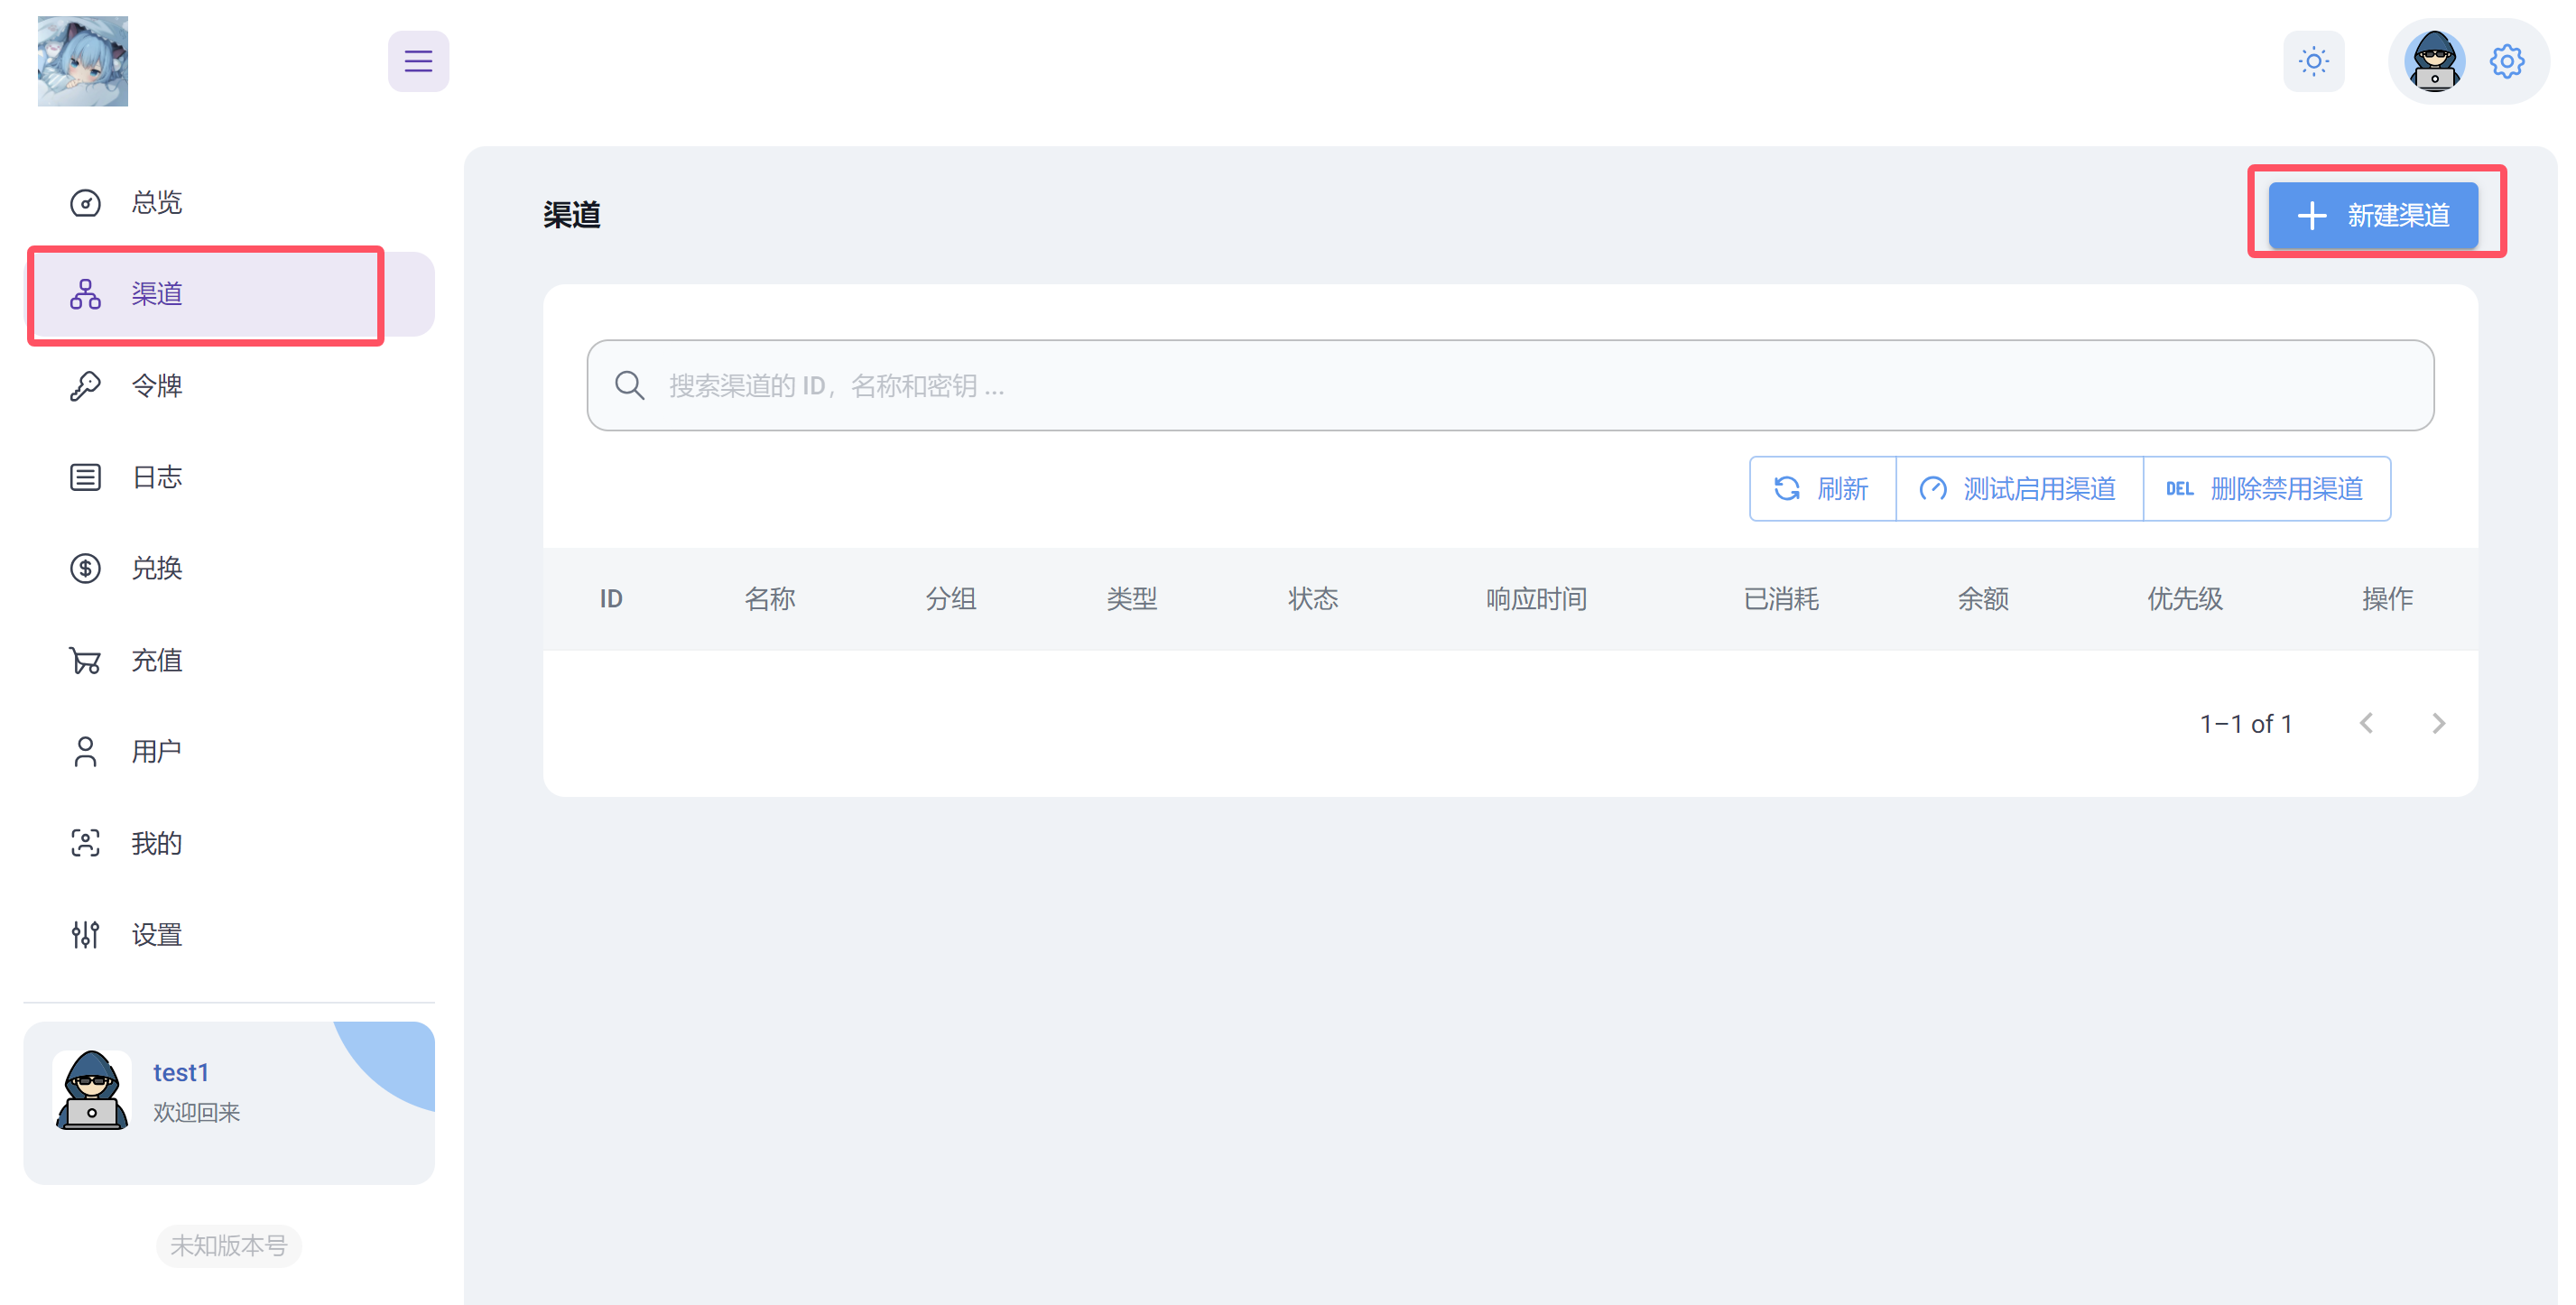 总览
渠道
令牌
日志
兑换
充值
用户
我的
设置
test1
欢迎回来
未知版本号
渠道
新建渠道
搜索渠道的 ID，名称和密钥 ...
刷新
测试启用渠道
DEL 删除禁用渠道
ID 名称 分组 类型 状态 响应时间 已消耗 余额 优先级 操作
1–1 of 1